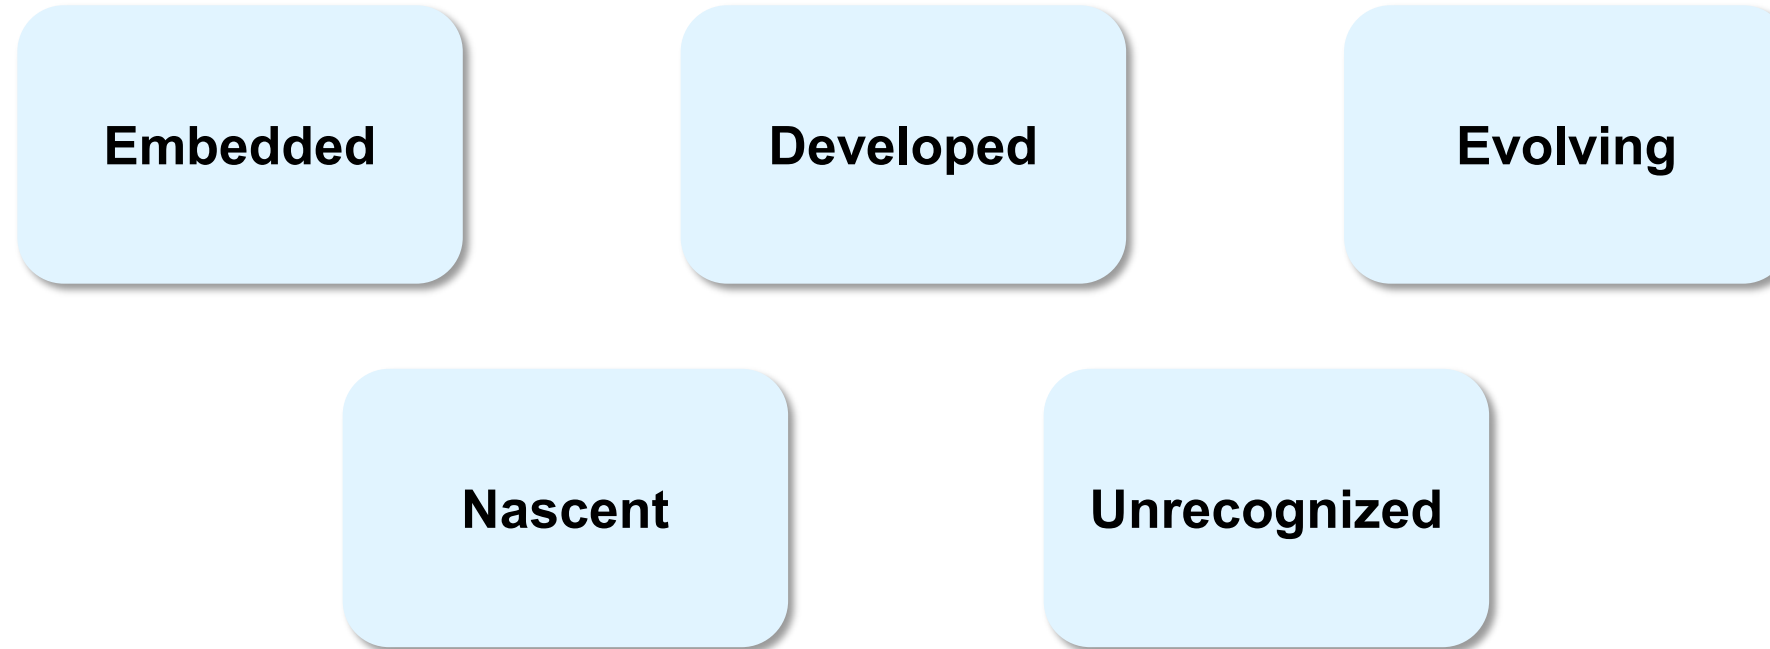 Embedded
Developed
Evolving
Nascent
Unrecognized